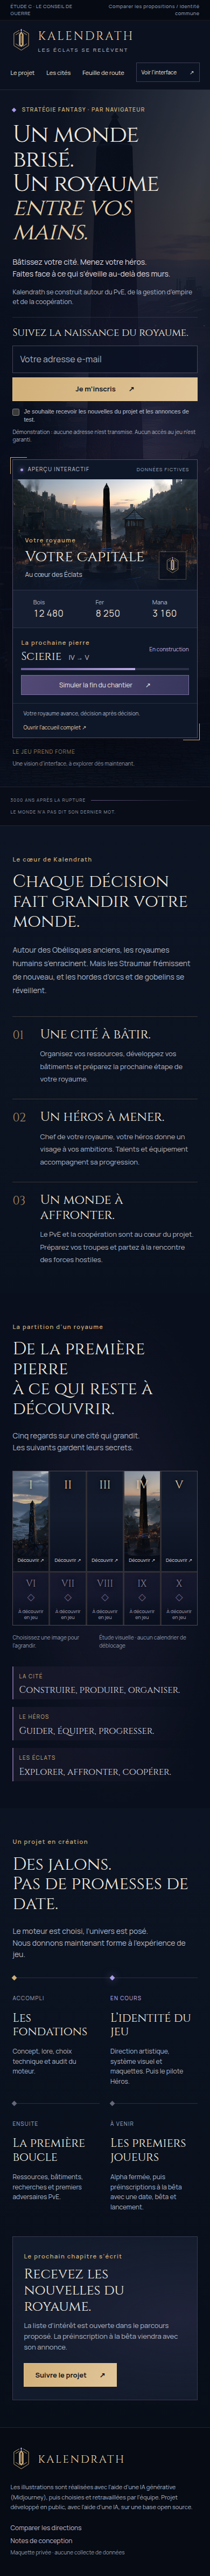 ÉTUDE C · LE CONSEIL DE
GUERRE
Comparer les propositions / Identité
commune
KALENDRATH
LES ÉCLATS SE RELÈVENT
Le projet
Les cités
Feuille de route
Voir l'interface ↗
STRATÉGIE FANTASY · PAR NAVIGATEUR
UN MONDE
BRISÉ.
UN ROYAUME
ENTRE VOS
MAINS.
Bâtissez votre cité. Menez votre héros.
Faites face à ce qui s'éveille au-delà des murs.
Kalendrath se construit autour du PvE, de la gestion d'empire
et de la coopération.
SUIVEZ LA NAISSANCE DU ROYAUME.
Votre adresse e-mail
Je m'inscris ↗
Je souhaite recevoir les nouvelles du projet et les annonces de
test.
Démonstration : aucune adresse n'est transmise. Aucun accès au jeu n'est
garanti.
APERÇU INTERACTIF
DONNÉES FICTIVES
Votre royaume
VOTRE CAPITALE
Au cœur des Éclats
Bois
12 480
Fer
8 250
Mana
3 160
La prochaine pierre
SCIERIE IV → V
En construction
Simuler la fin du chantier ↗
Votre royaume avance, décision après décision.
Ouvrir l'accueil complet ↗
LE JEU PREND FORME
Une vision d'interface, à explorer dès maintenant.
3000 ANS APRÈS LA RUPTURE
LE MONDE N'A PAS DIT SON DERNIER MOT.
Le cœur de Kalendrath
CHAQUE DÉCISION
FAIT GRANDIR VOTRE
MONDE.
Autour des Obélisques anciens, les royaumes
humains s'enracinent. Mais les Straumar frémissent
de nouveau, et les hordes d'orcs et de gobelins se
réveillent.
01
UNE CITÉ À BÂTIR.
Organisez vos ressources, développez vos
bâtiments et préparez la prochaine étape de
votre royaume.
02
UN HÉROS À MENER.
Chef de votre royaume, votre héros donne un
visage à vos ambitions. Talents et équipement
accompagnent sa progression.
03
UN MONDE À
AFFRONTER.
Le PvE et la coopération sont au cœur du projet.
Préparez vos troupes et partez à la rencontre
des forces hostiles.
La partition d'un royaume
DE LA PREMIÈRE
PIERRE
À CE QUI RESTE À
DÉCOUVRIR.
Cinq regards sur une cité qui grandit.
Les suivants gardent leurs secrets.
I
II
III
IV
V
Découvrir ↗
Découvrir ↗
Découvrir ↗
Découvrir ↗
Découvrir ↗
VI
VII
VIII
IX
X
À découvrir
en jeu
À découvrir
en jeu
À découvrir
en jeu
À découvrir
en jeu
À découvrir
en jeu
Choisissez une image pour
l'agrandir.
Étude visuelle · aucun calendrier de
déblocage
LA CITÉ
CONSTRUIRE, PRODUIRE, ORGANISER.
LE HÉROS
GUIDER, ÉQUIPER, PROGRESSER.
LES ÉCLATS
EXPLORER, AFFRONTER, COOPÉRER.
Un projet en création
DES JALONS.
PAS DE PROMESSES DE
DATE.
Le moteur est choisi, l'univers est posé.
Nous donnons maintenant forme à l'expérience de
jeu.
ACCOMPLI
LES
FONDATIONS
Concept, lore, choix
technique et audit du
moteur.
EN COURS
L'IDENTITÉ DU
JEU
Direction artistique,
système visuel et
maquettes. Puis le pilote
Héros.
ENSUITE
LA PREMIÈRE
BOUCLE
Ressources, bâtiments,
recherches et premiers
adversaires PvE.
À VENIR
LES PREMIERS
JOUEURS
Alpha fermée, puis
préinscriptions à la bêta
avec une date, bêta et
lancement.
Le prochain chapitre s'écrit
RECEVEZ LES
NOUVELLES DU
ROYAUME.
La liste d'intérêt est ouverte dans le parcours
proposé. La préinscription à la bêta viendra avec
son annonce.
Suivre le projet ↗
KALENDRATH
Les illustrations sont réalisées avec l'aide d'une IA générative
(Midjourney), puis choisies et retravaillées par l'équipe. Projet
développé en public, avec l'aide d'une IA, sur une base open source.
Comparer les directions
Notes de conception
Maquette privée · aucune collecte de données